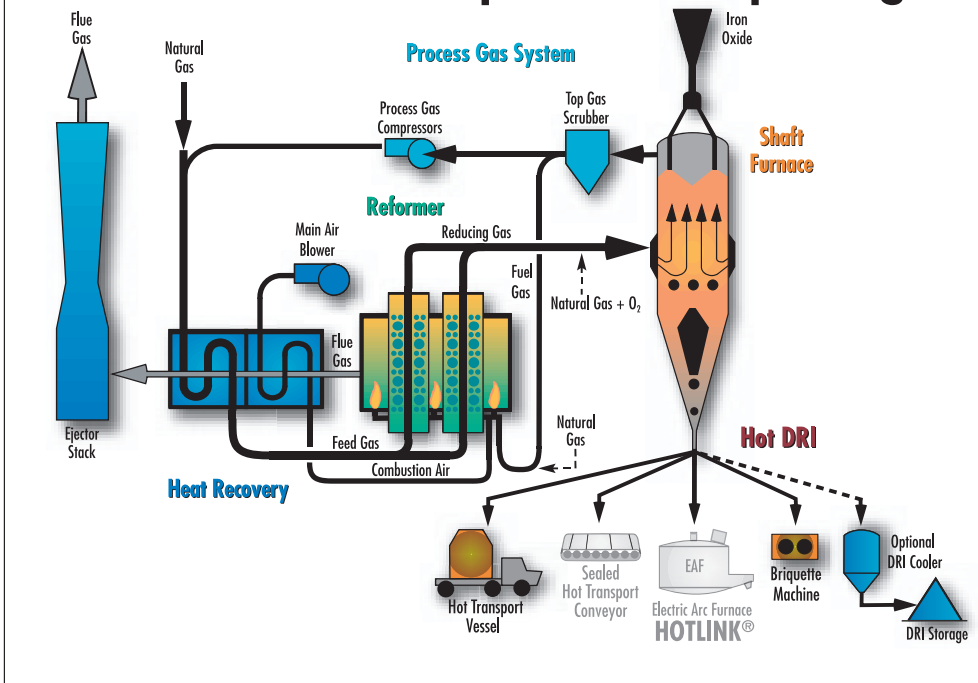 Flue
Gas
Natural
Gas
Process Gas System
Iron
Oxide
Process Gas
Compressors
Top Gas
Scrubber
Shaft
Furnace
Reformer
Main Air
Blower
Reducing Gas
Fuel
Gas
Natural Gas + O₂
Flue
Gas
Ejector
Stack
Feed Gas
Combustion Air
Natural
Gas
Heat Recovery
Hot DRI
Hot Transport
Vessel
Sealed
Hot Transport
Conveyor
EAF
Electric Arc Furnace
HOTLINK®
Briquette
Machine
Optional
DRI Cooler
DRI Storage